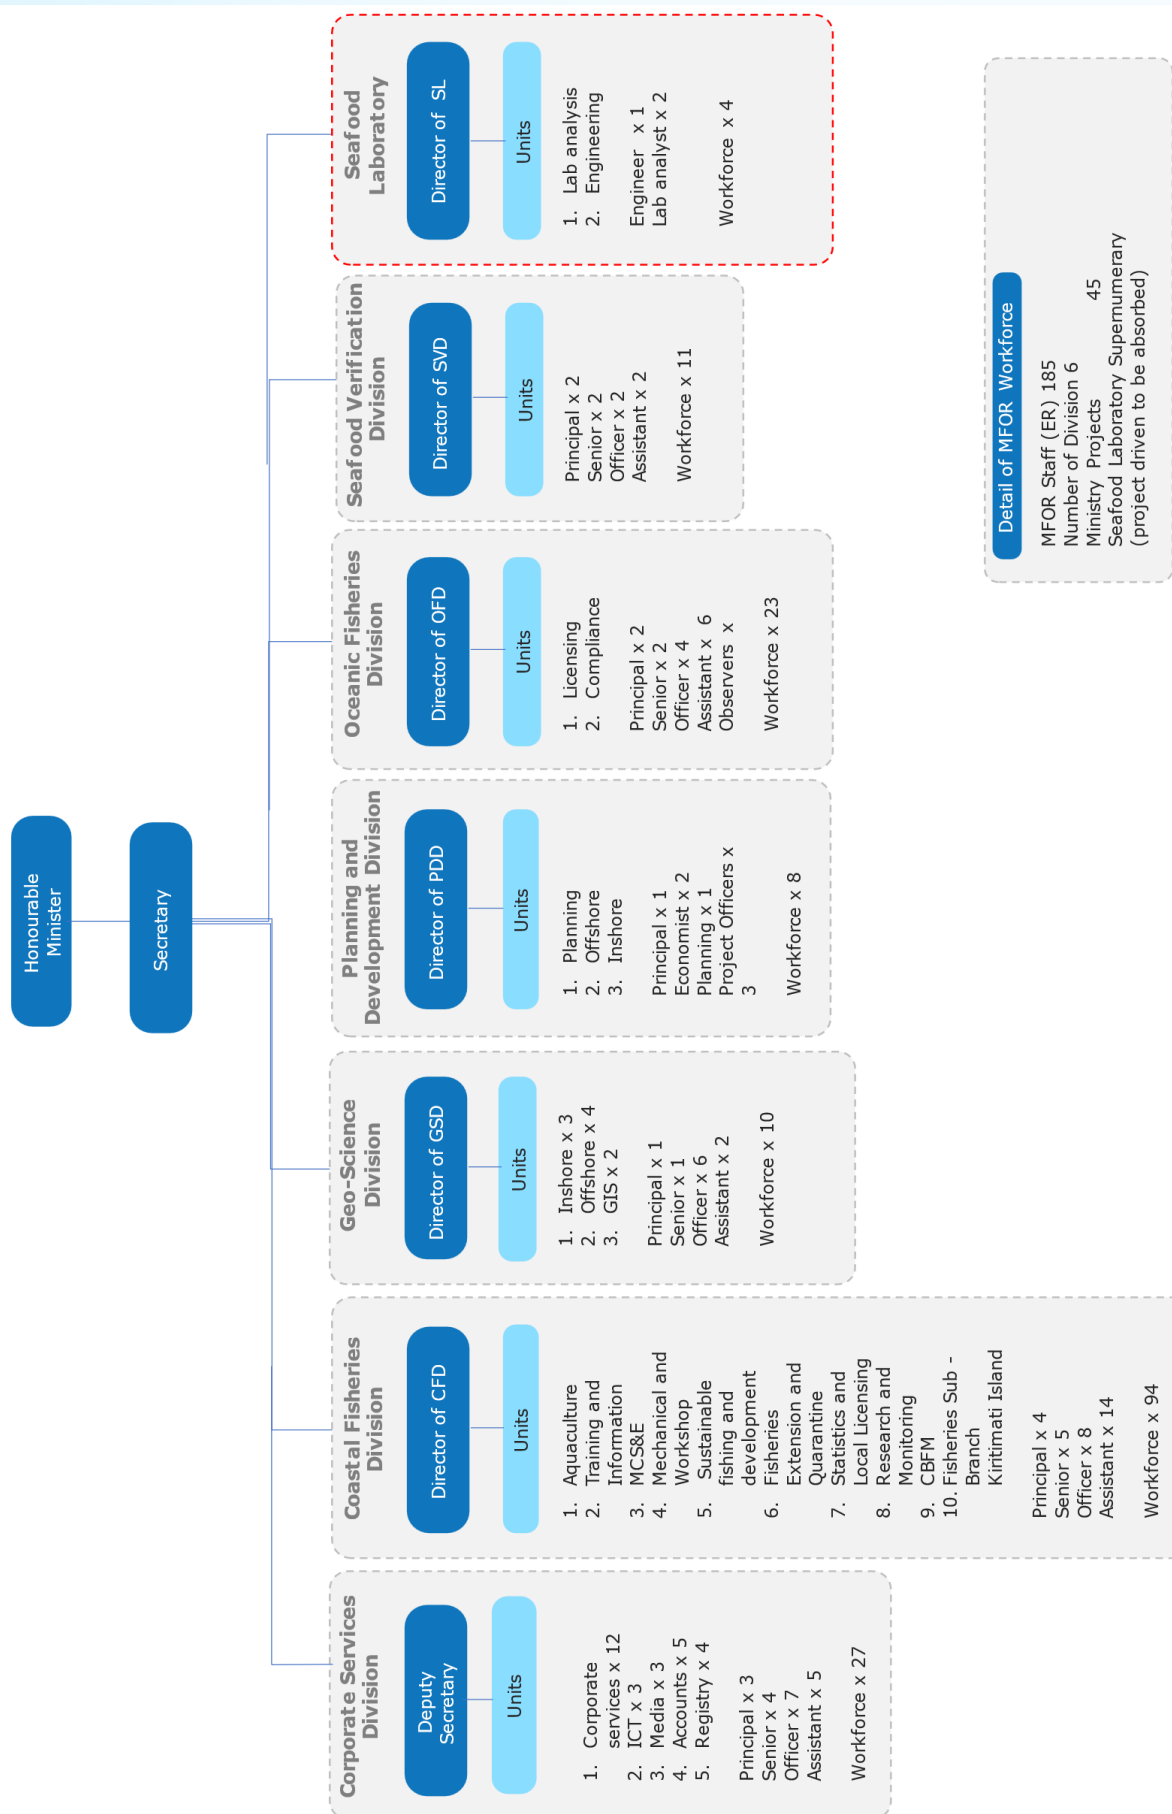 Honourable
Minister
Secretary
Corporate Services
Division
Deputy
Secretary
Units
1. Corporate
services x 12
2. ICT x 3
3. Media x 3
4. Accounts x 5
5. Registry x 4
Principal x 3
Senior x 4
Officer x 7
Assistant x 5
Workforce x 27
Coastal Fisheries
Division
Director of CFD
Units
1. Aquaculture
2. Training and
Information
3. MCS&E
4. Mechanical and
Workshop
5. Sustainable
fishing and
development
6. Fisheries
Extension and
Quarantine
7. Statistics and
Local Licensing
8. Research and
Monitoring
9. CBFM
10. Fisheries Sub -
Branch
Kiritimati Island
Principal x 4
Senior x 5
Officer x 8
Assistant x 14
Workforce x 94
Geo-Science
Division
Director of GSD
Units
1. Inshore x 3
2. Offshore x 4
3. GIS x 2
Principal x 1
Senior x 1
Officer x 6
Assistant x 2
Workforce x 10
Planning and
Development Division
Director of PDD
Units
1. Planning
2. Offshore
3. Inshore
Principal x 1
Economist x 2
Planning x 1
Project Officers x
3
Workforce x 8
Oceanic Fisheries
Division
Director of OFD
Units
1. Licensing
2. Compliance
Principal x 2
Senior x 2
Officer x 4
Assistant x 6
Observers x
Workforce x 23
Seafood Verification
Division
Director of SVD
Units
Principal x 2
Senior x 2
Officer x 2
Assistant x 2
Workforce x 11
Seafood
Laboratory
Director of SL
Units
1. Lab analysis
2. Engineering
Engineer x 1
Lab analyst x 2
Workforce x 4
Detail of MFOR Workforce
MFOR Staff (ER) 185
Number of Division 6
Ministry Projects 45
Seafood Laboratory Supernumerary
(project driven to be absorbed)